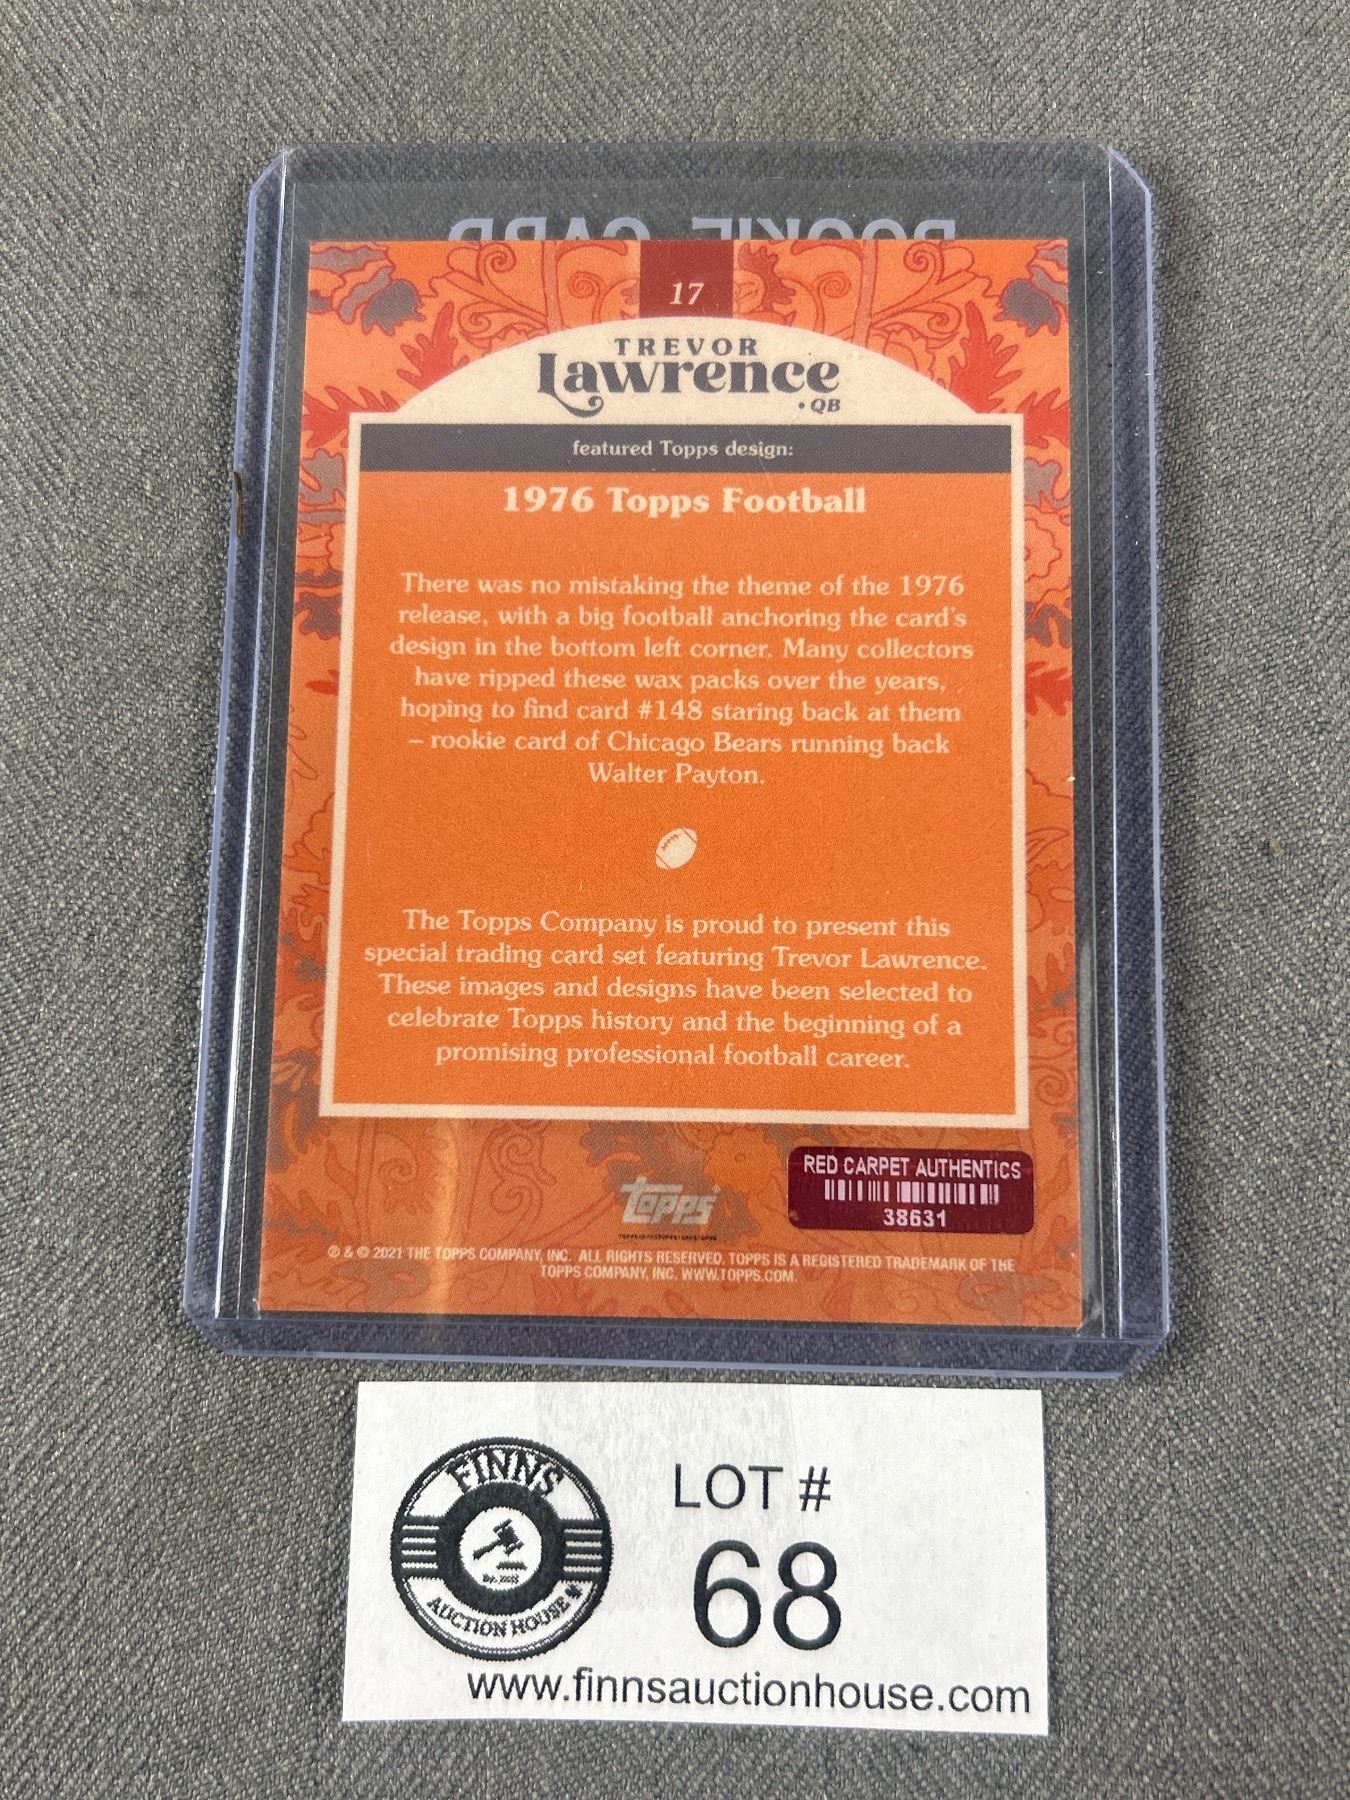 ROOKIE CARD
17
TREVOR
Lawrence
• QB
featured Topps design:
1976 Topps Football
There was no mistaking the theme of the 1976
release, with a big football anchoring the card's
design in the bottom left corner. Many collectors
have ripped these wax packs over the years,
hoping to find card #148 staring back at them
– rookie card of Chicago Bears running back
Walter Payton.
The Topps Company is proud to present this
special trading card set featuring Trevor Lawrence.
These images and designs have been selected to
celebrate Topps history and the beginning of a
promising professional football career.
RED CARPET AUTHENTICS
38631
topps
® & © 2021 THE TOPPS COMPANY, INC. ALL RIGHTS RESERVED. TOPPS IS A REGISTERED TRADEMARK OF THE
TOPPS COMPANY, INC. WWW.TOPPS.COM.
FINNS
AUCTION HOUSE
LOT #
68
www.finnsauctionhouse.com